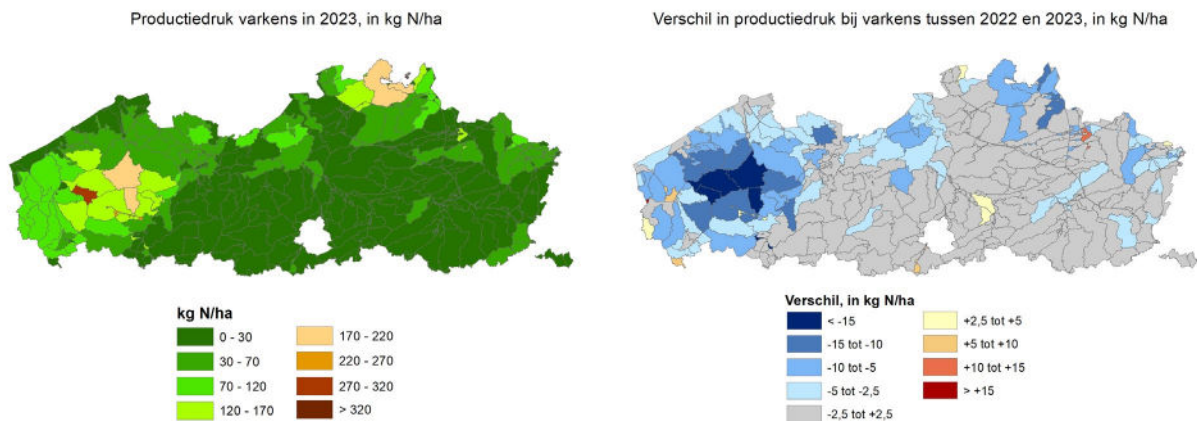 Productiedruk varkens in 2023, in kg N/ha
Verschil in productiedruk bij varkens tussen 2022 en 2023, in kg N/ha
kg N/ha
0 - 30
30 - 70
70 - 120
120 - 170
170 - 220
220 - 270
270 - 320
> 320
Verschil, in kg N/ha
< -15
-15 tot -10
-10 tot -5
-5 tot -2,5
-2,5 tot +2,5
+2,5 tot +5
+5 tot +10
+10 tot +15
> +15